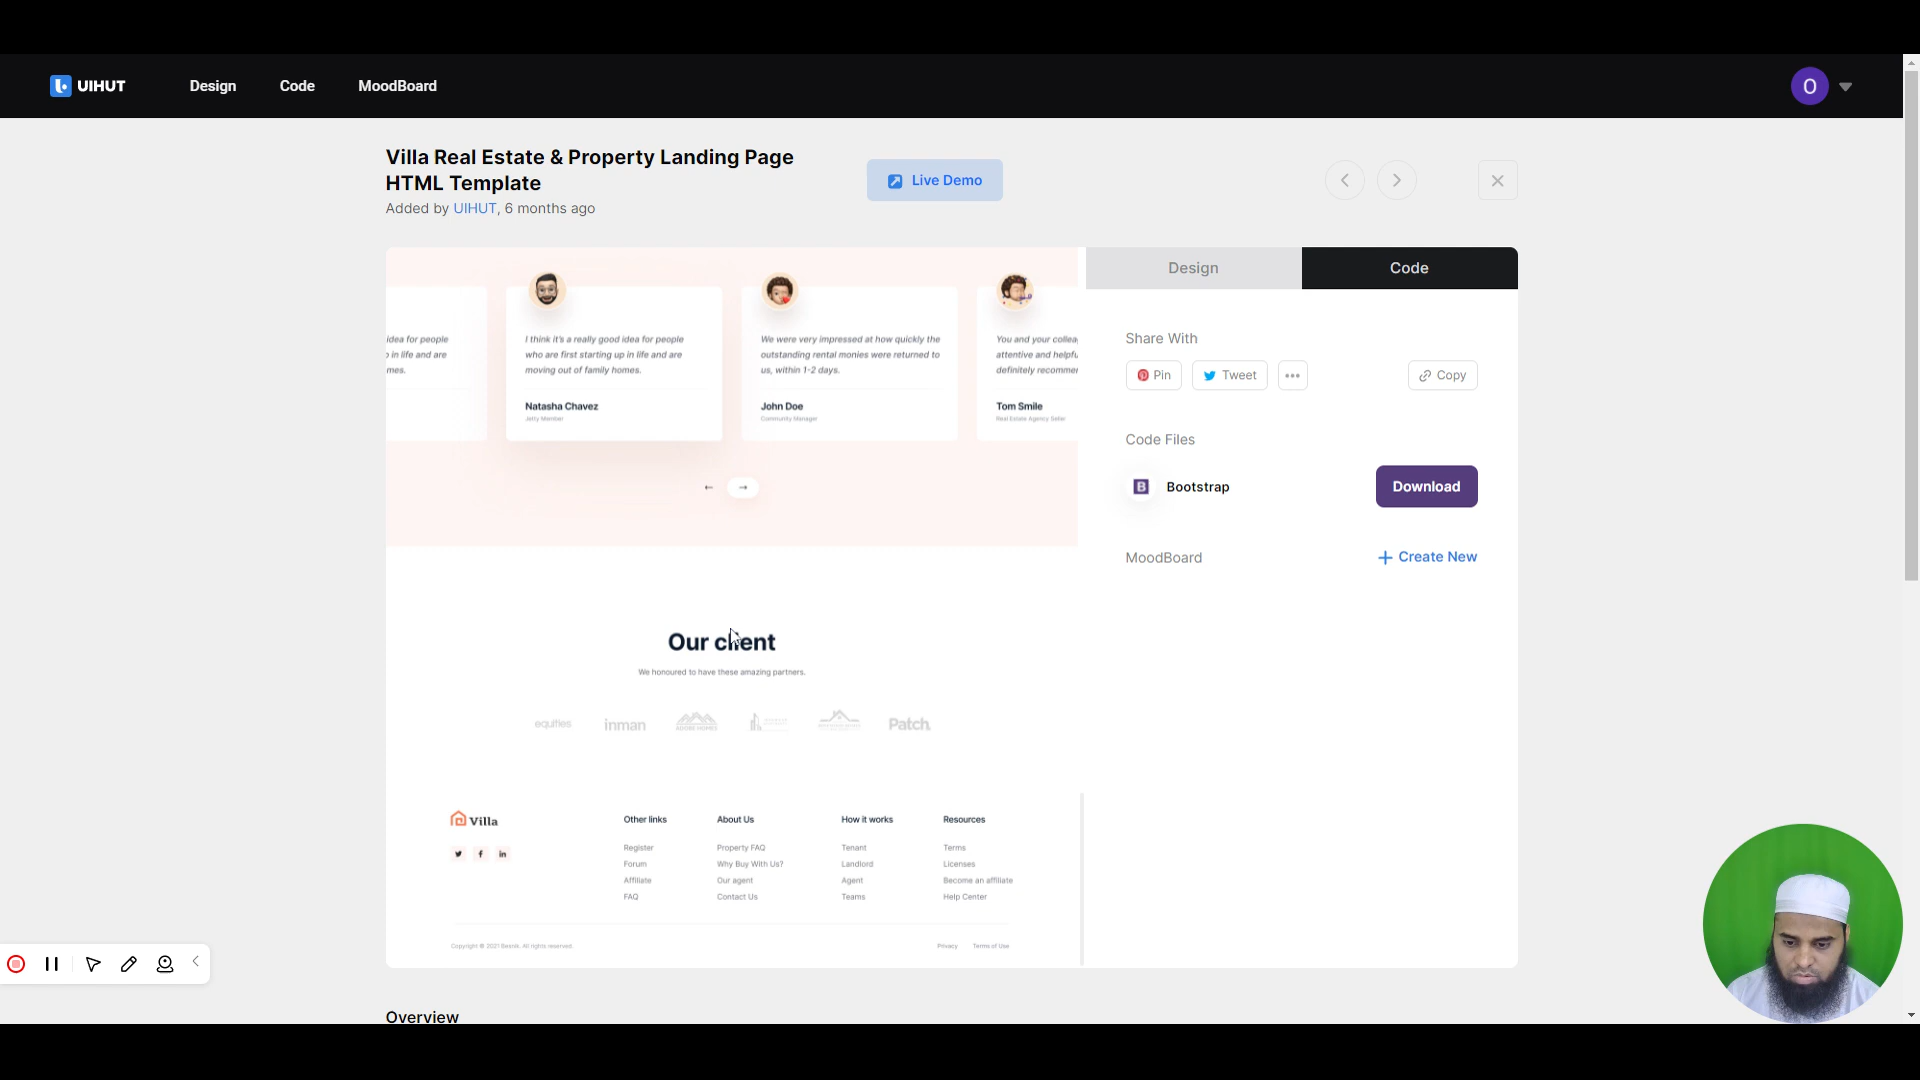 UIHUT
Design
Code
MoodBoard
O
Villa Real Estate & Property Landing Page
HTML Template
Added by UIHUT, 6 months ago
Live Demo
Design
Code
idea for people
in life and are
mes.
I think it's a really good idea for people
who are first starting up in life and are
moving out of family homes.
Natasha Chavez
Jetty Member
We were very impressed at how quickly the
outstanding rental monies were returned to
us, within 1-2 days.
John Doe
Community Manager
You and your collea
attentive and helpfu
definitely recommen
Tom Smile
Real Estate Agency Seller
Share With
Pin
Tweet
Copy
Code Files
B Bootstrap
Download
MoodBoard
+ Create New
Our client
We honoured to have these amazing partners.
equities
inman
ADOBE HOMES
Patch.
Villa
Other links
Register
Forum
Affiliate
FAQ
About Us
Property FAQ
Why Buy With Us?
Our agent
Contact Us
How it works
Tenant
Landlord
Agent
Teams
Resources
Terms
Licenses
Become an affiliate
Help Center
Copyright © 2021 Besnik. All rights reserved.
Privacy
Terms of Use
Overview